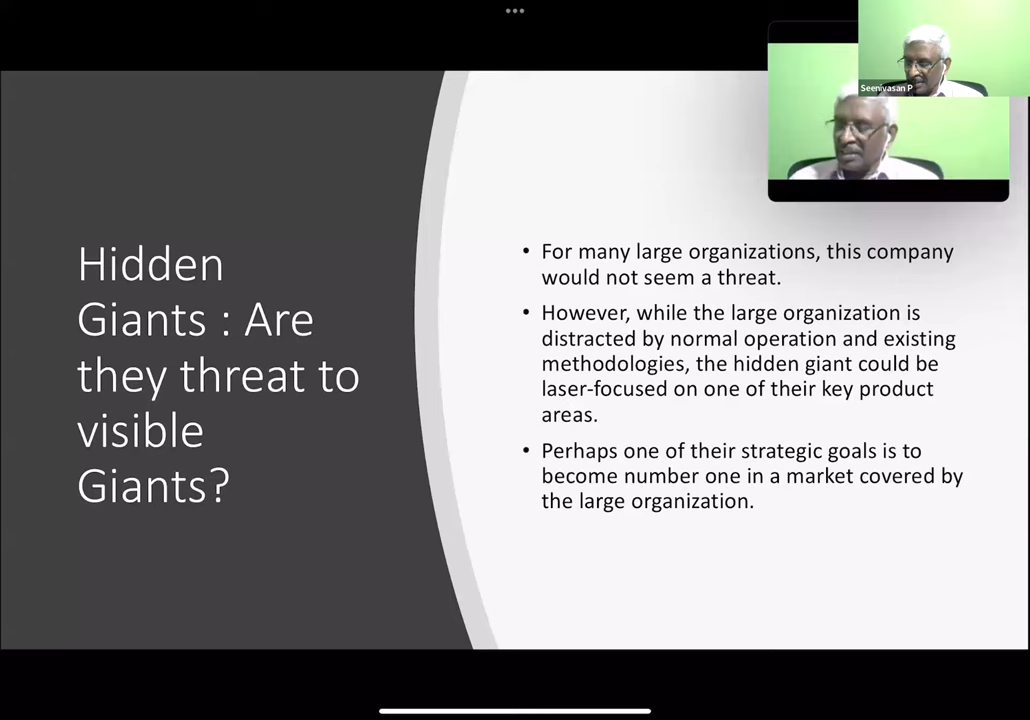 Seenivasan P
Hidden
Giants : Are
they threat to
visible
Giants?
• For many large organizations, this company
would not seem a threat.
• However, while the large organization is
distracted by normal operation and existing
methodologies, the hidden giant could be
laser-focused on one of their key product
areas.
• Perhaps one of their strategic goals is to
become number one in a market covered by
the large organization.